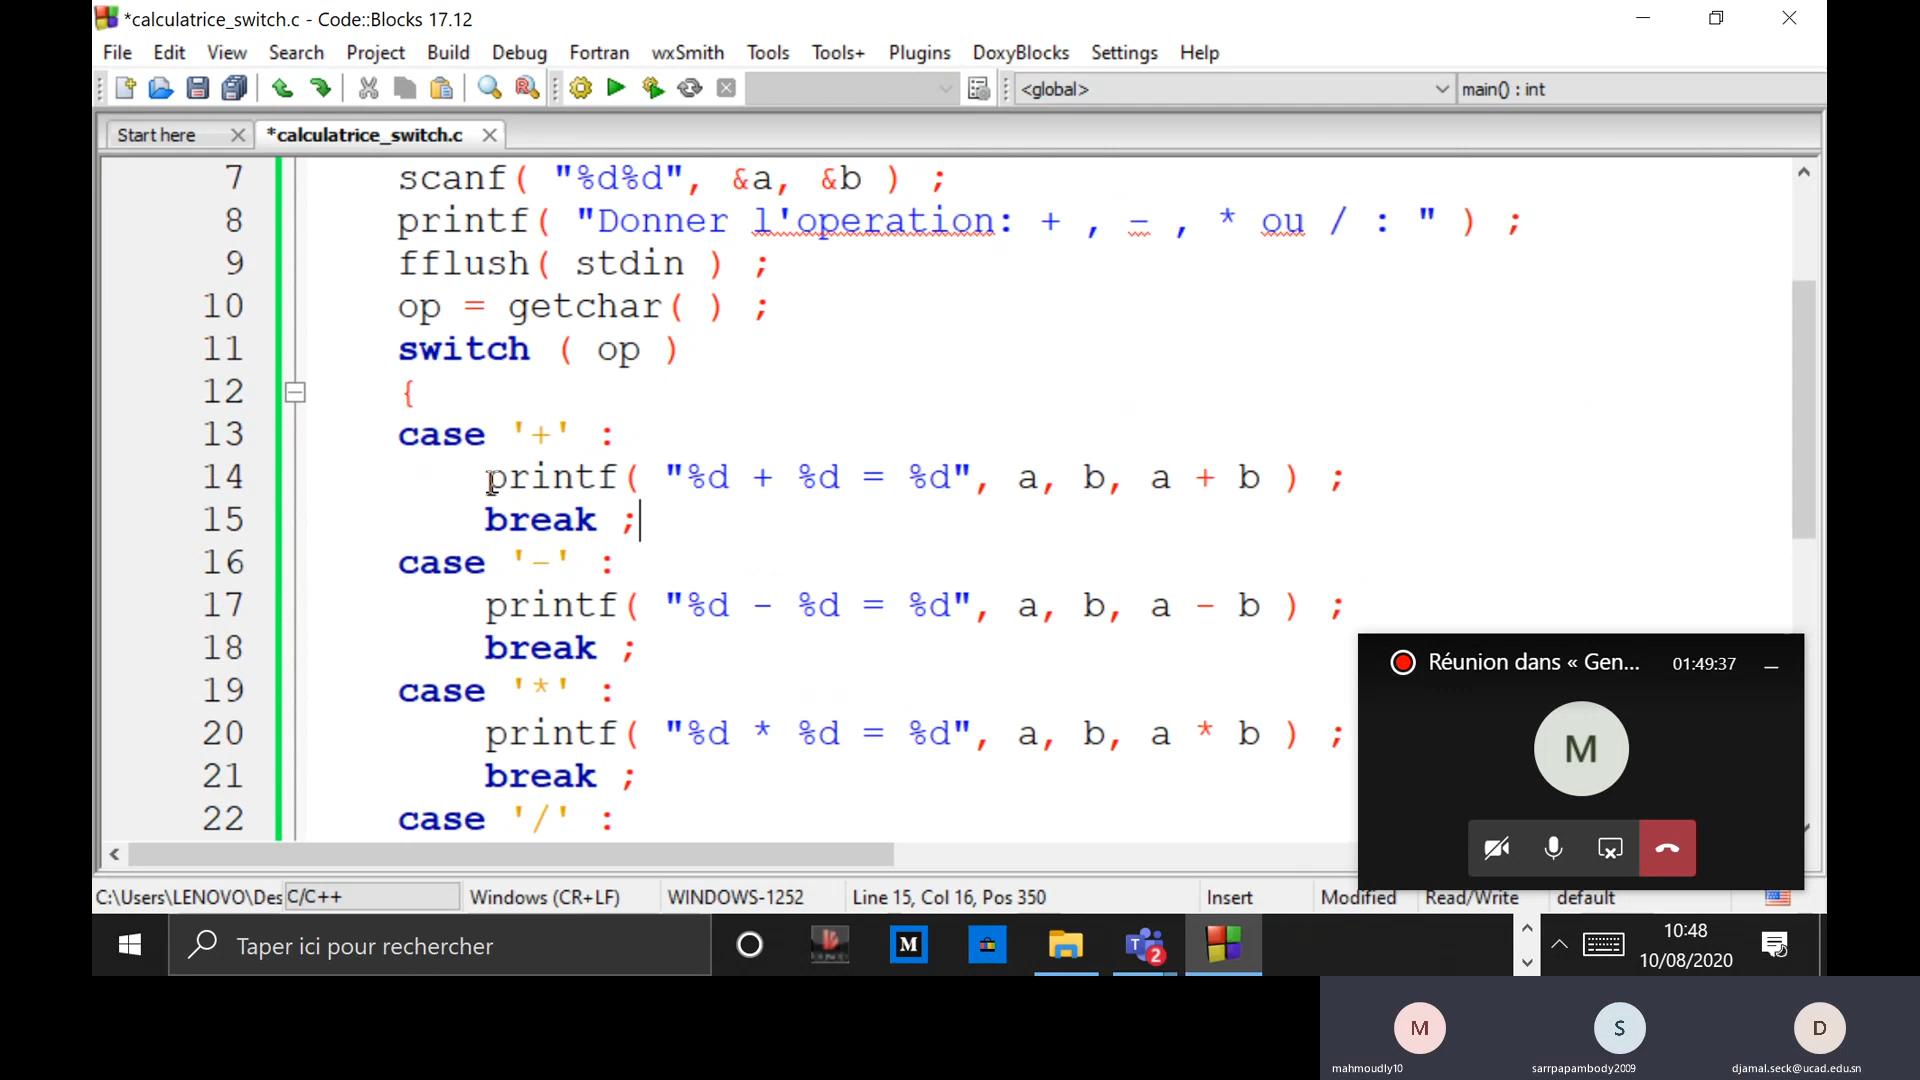 *calculatrice_switch.c - Code::Blocks 17.12
File Edit View Search Project Build Debug Fortran wxSmith Tools Tools+ Plugins DoxyBlocks Settings Help
<global> main() : int
Start here *calculatrice_switch.c
7 scanf( "%d%d", &a, &b ) ;
8 printf( "Donner l'operation: + , - , * ou / : " ) ;
9 fflush( stdin ) ;
10 op = getchar( ) ;
11 switch ( op )
12 {
13 case '+' :
14 printf( "%d + %d = %d", a, b, a + b ) ;
15 break ;
16 case '-' :
17 printf( "%d - %d = %d", a, b, a - b ) ;
18 break ;
19 case '*' :
20 printf( "%d * %d = %d", a, b, a * b ) ;
21 break ;
22 case '/' :
Réunion dans « Gen... 01:49:37
M
C:\Users\LENOVO\Des C/C++ Windows (CR+LF) WINDOWS-1252 Line 15, Col 16, Pos 350 Insert Modified Read/Write default
Taper ici pour rechercher
M
T 2
10:48
10/08/2020
M S D
mahmoudly10 sarrpapambody2009 djamal.seck@ucad.edu.sn